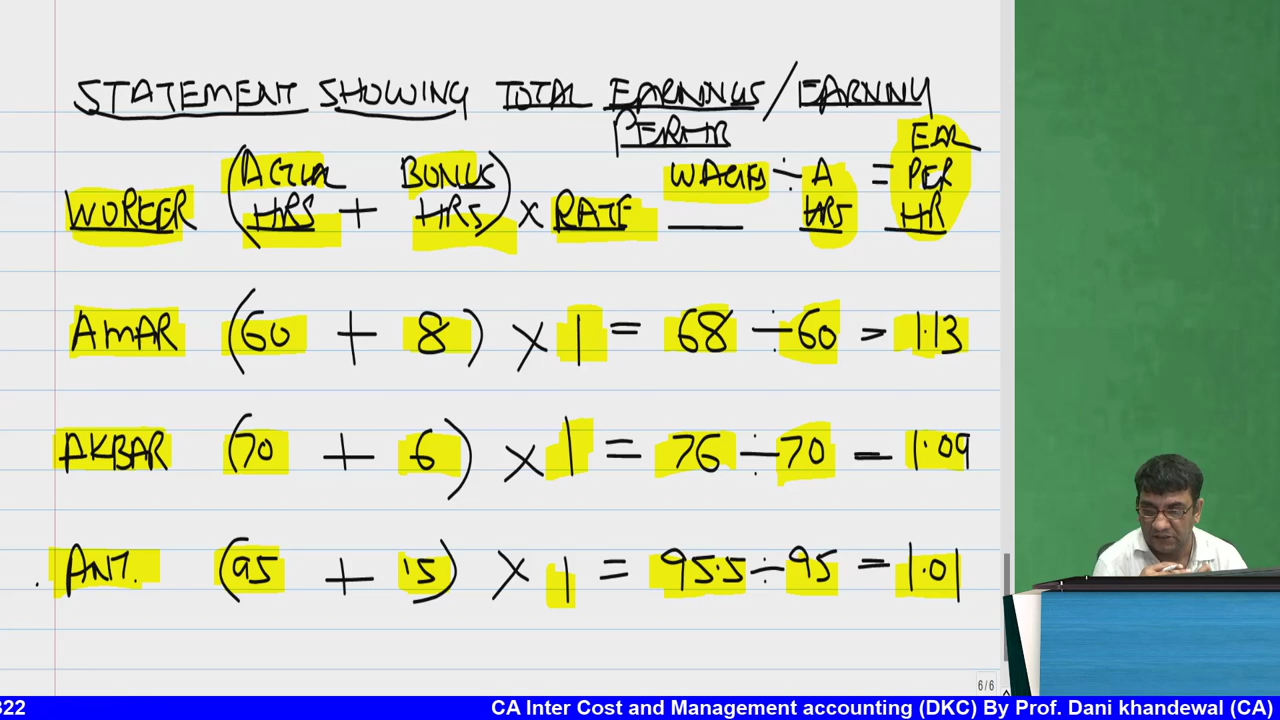 STATEMENT SHOWING TOTAL EARNINGS / EARNING
PER HR
WORKER (ACTUAL HRS + BONUS HRS) × RATE WAGES ÷ A HRS = EAR PER HR
AMAR (60 + 8) × 1 = 68 ÷ 60 = 1.13
AKBAR (70 + 6) × 1 = 76 ÷ 70 = 1.09
ANT. (95 + .5) × 1 = 95.5 ÷ 95 = 1.01
6/6
322 CA Inter Cost and Management accounting (DKC) By Prof. Dani khandewal (CA)